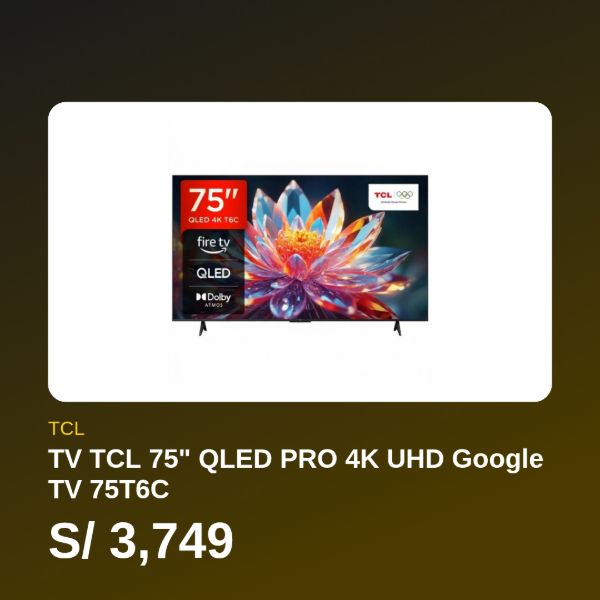 75"
QLED 4K T6C
fire tv
QLED
Dolby
ATMOS
TCL
TCL
TV TCL 75" QLED PRO 4K UHD Google
TV 75T6C
S/ 3,749